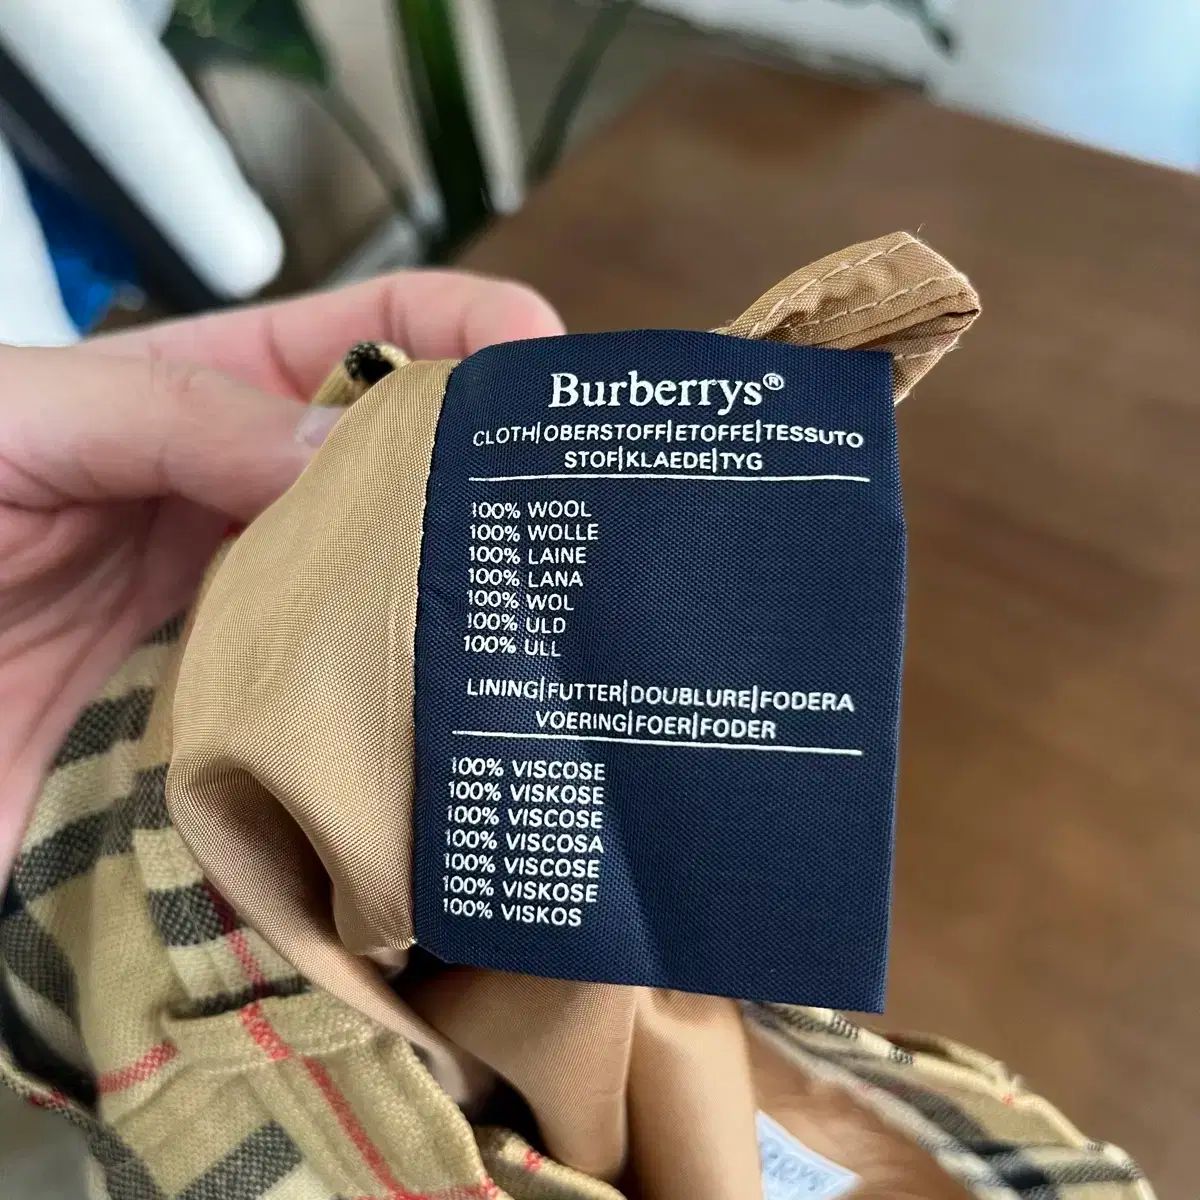 Burberrys®
CLOTH|OBERSTOFF|ETOFFE|TESSUTO
STOF|KLAEDE|TYG
100% WOOL
100% WOLLE
100% LAINE
100% LANA
100% WOL
100% ULD
100% ULL
LINING|FUTTER|DOUBLURE|FODERA
VOERING|FOER|FODER
100% VISCOSE
100% VISKOSE
100% VISCOSE
100% VISCOSA
100% VISCOSE
100% VISKOSE
100% VISKOS